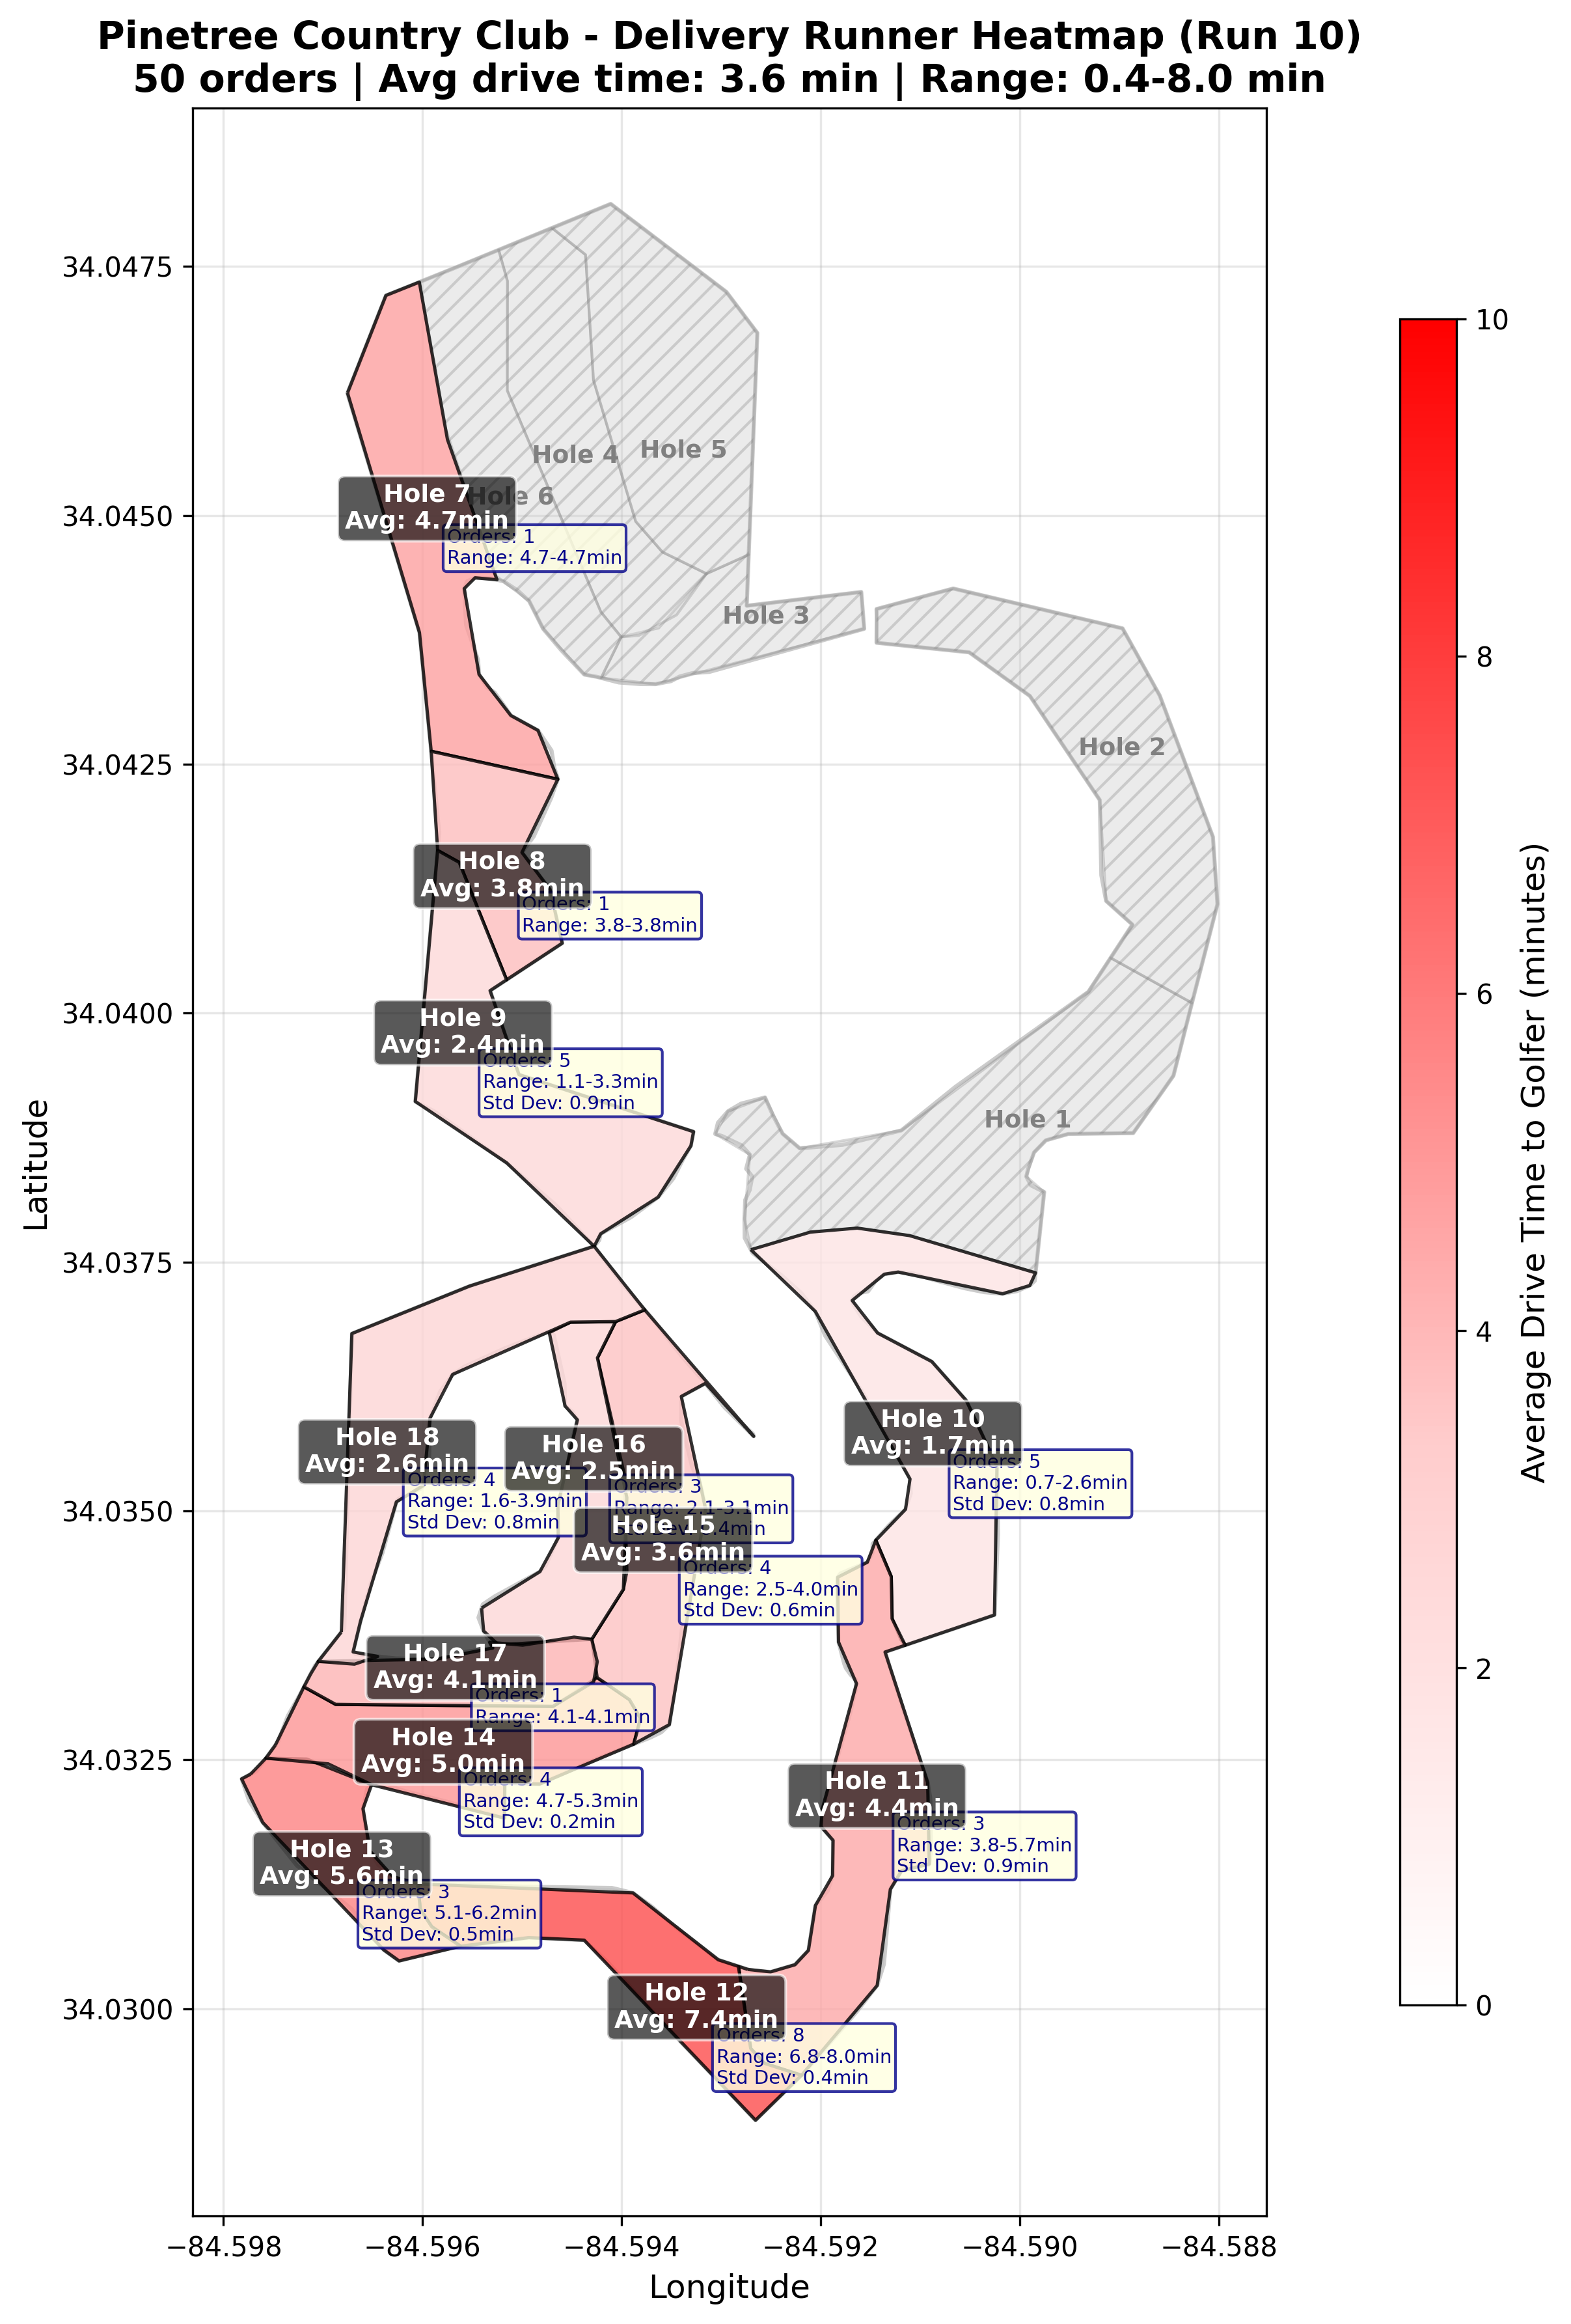 Pinetree Country Club - Delivery Runner Heatmap (Run 10)
50 orders | Avg drive time: 3.6 min | Range: 0.4-8.0 min
34.0475
34.0450
34.0425
34.0400
34.0375
34.0350
34.0325
34.0300
Latitude
−84.598
−84.596
−84.594
−84.592
−84.590
−84.588
Longitude
Hole 4
Hole 5
Hole 6
Hole 3
Hole 2
Hole 1
Hole 7
Avg: 4.7min
Orders: 1
Range: 4.7-4.7min
Hole 8
Avg: 3.8min
Orders: 1
Range: 3.8-3.8min
Hole 9
Avg: 2.4min
Orders: 5
Range: 1.1-3.3min
Std Dev: 0.9min
Hole 10
Avg: 1.7min
Orders: 5
Range: 0.7-2.6min
Std Dev: 0.8min
Hole 18
Avg: 2.6min
Orders: 4
Range: 1.6-3.9min
Std Dev: 0.8min
Hole 16
Avg: 2.5min
Orders: 3
Range: 2.1-3.1min
Std Dev: 0.4min
Hole 15
Avg: 3.6min
Orders: 4
Range: 2.5-4.0min
Std Dev: 0.6min
Hole 17
Avg: 4.1min
Orders: 1
Range: 4.1-4.1min
Hole 14
Avg: 5.0min
Orders: 4
Range: 4.7-5.3min
Std Dev: 0.2min
Hole 11
Avg: 4.4min
Orders: 3
Range: 3.8-5.7min
Std Dev: 0.9min
Hole 13
Avg: 5.6min
Orders: 3
Range: 5.1-6.2min
Std Dev: 0.5min
Hole 12
Avg: 7.4min
Orders: 8
Range: 6.8-8.0min
Std Dev: 0.4min
10
8
6
4
2
0
Average Drive Time to Golfer (minutes)